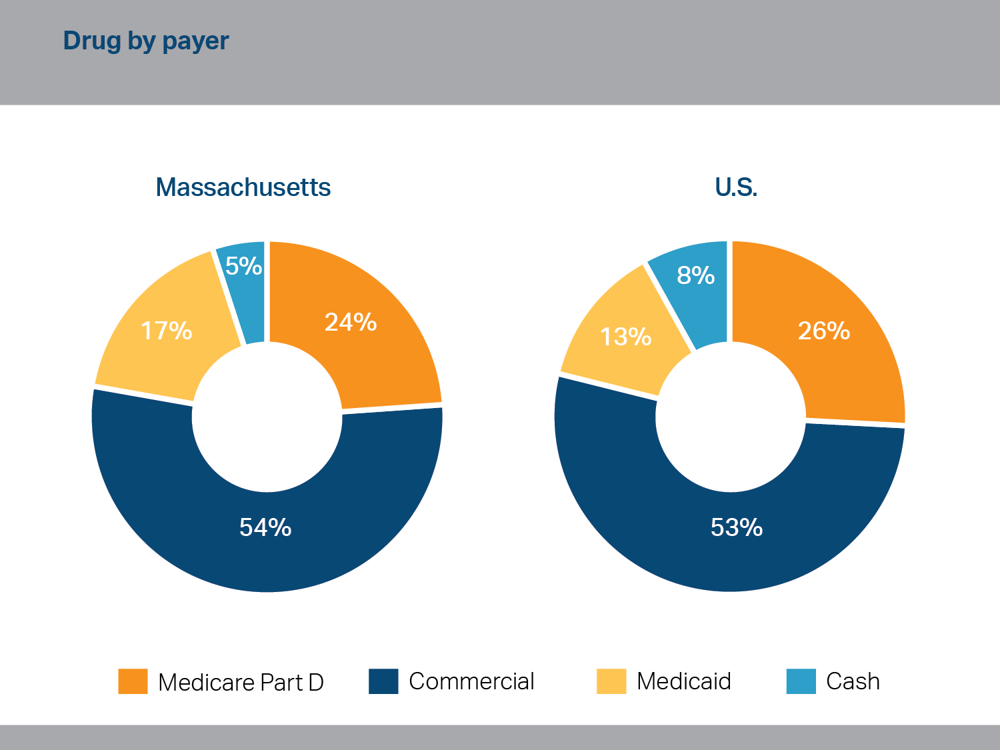 Drug by payer
Massachusetts
U.S.
5%
24%
17%
54%
8%
26%
13%
53%
Medicare Part D
Commercial
Medicaid
Cash